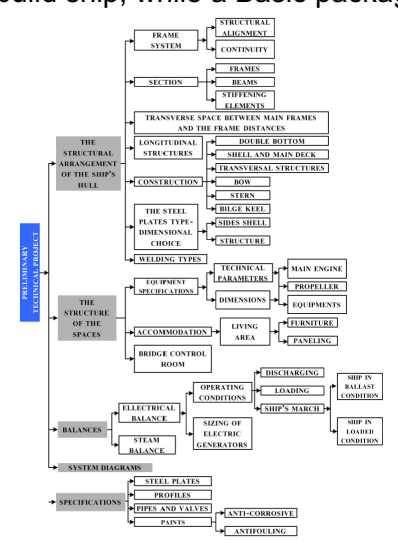 build ship, while a Basic packag
FRAME
SYSTEM
STRUCTURAL
ALIGNMENT
CONTINUITY
SECTION
FRAMES
BEAMS
STIFFENING
ELEMENTS
TRANSVERSE SPACE BETWEEN MAIN FRAMES
AND THE FRAME DISTANCES
THE
STRUCTURAL
ARRANGEMENT
OF THE SHIP'S
HULL
LONGITUDINAL
STRUCTURES
CONSTRUCTION
DOUBLE BOTTOM
SHELL AND MAIN DECK
TRANSVERSAL STRUCTURES
BOW
STERN
BILGE KEEL
THE STEEL
PLATES TYPE-
DIMENSIONAL
CHOICE
SIDES SHELL
STRUCTURE
WELDING TYPES
PRELIMINARY
TECHNICAL PROJECT
THE
STRUCTURE
OF THE
SPACES
EQUIPMENT
SPECIFICATIONS
TECHNICAL
PARAMETERS
DIMENSIONS
MAIN ENGINE
PROPELLER
EQUIPMENTS
ACCOMMODATION
LIVING
AREA
FURNITURE
PANELING
BRIDGE CONTROL
ROOM
BALANCES
ELLECTRICAL
BALANCE
STEAM
BALANCE
OPERATING
CONDITIONS
SIZING OF
ELECTRIC
GENERATORS
DISCHARGING
LOADING
SHIP'S MARCH
SHIP IN
BALLAST
CONDITION
SHIP IN
LOADED
CONDITION
SYSTEM DIAGRAMS
SPECIFICATIONS
STEEL PLATES
PROFILES
PIPES AND VALVES
PAINTS
ANTI-CORROSIVE
ANTIFOULING